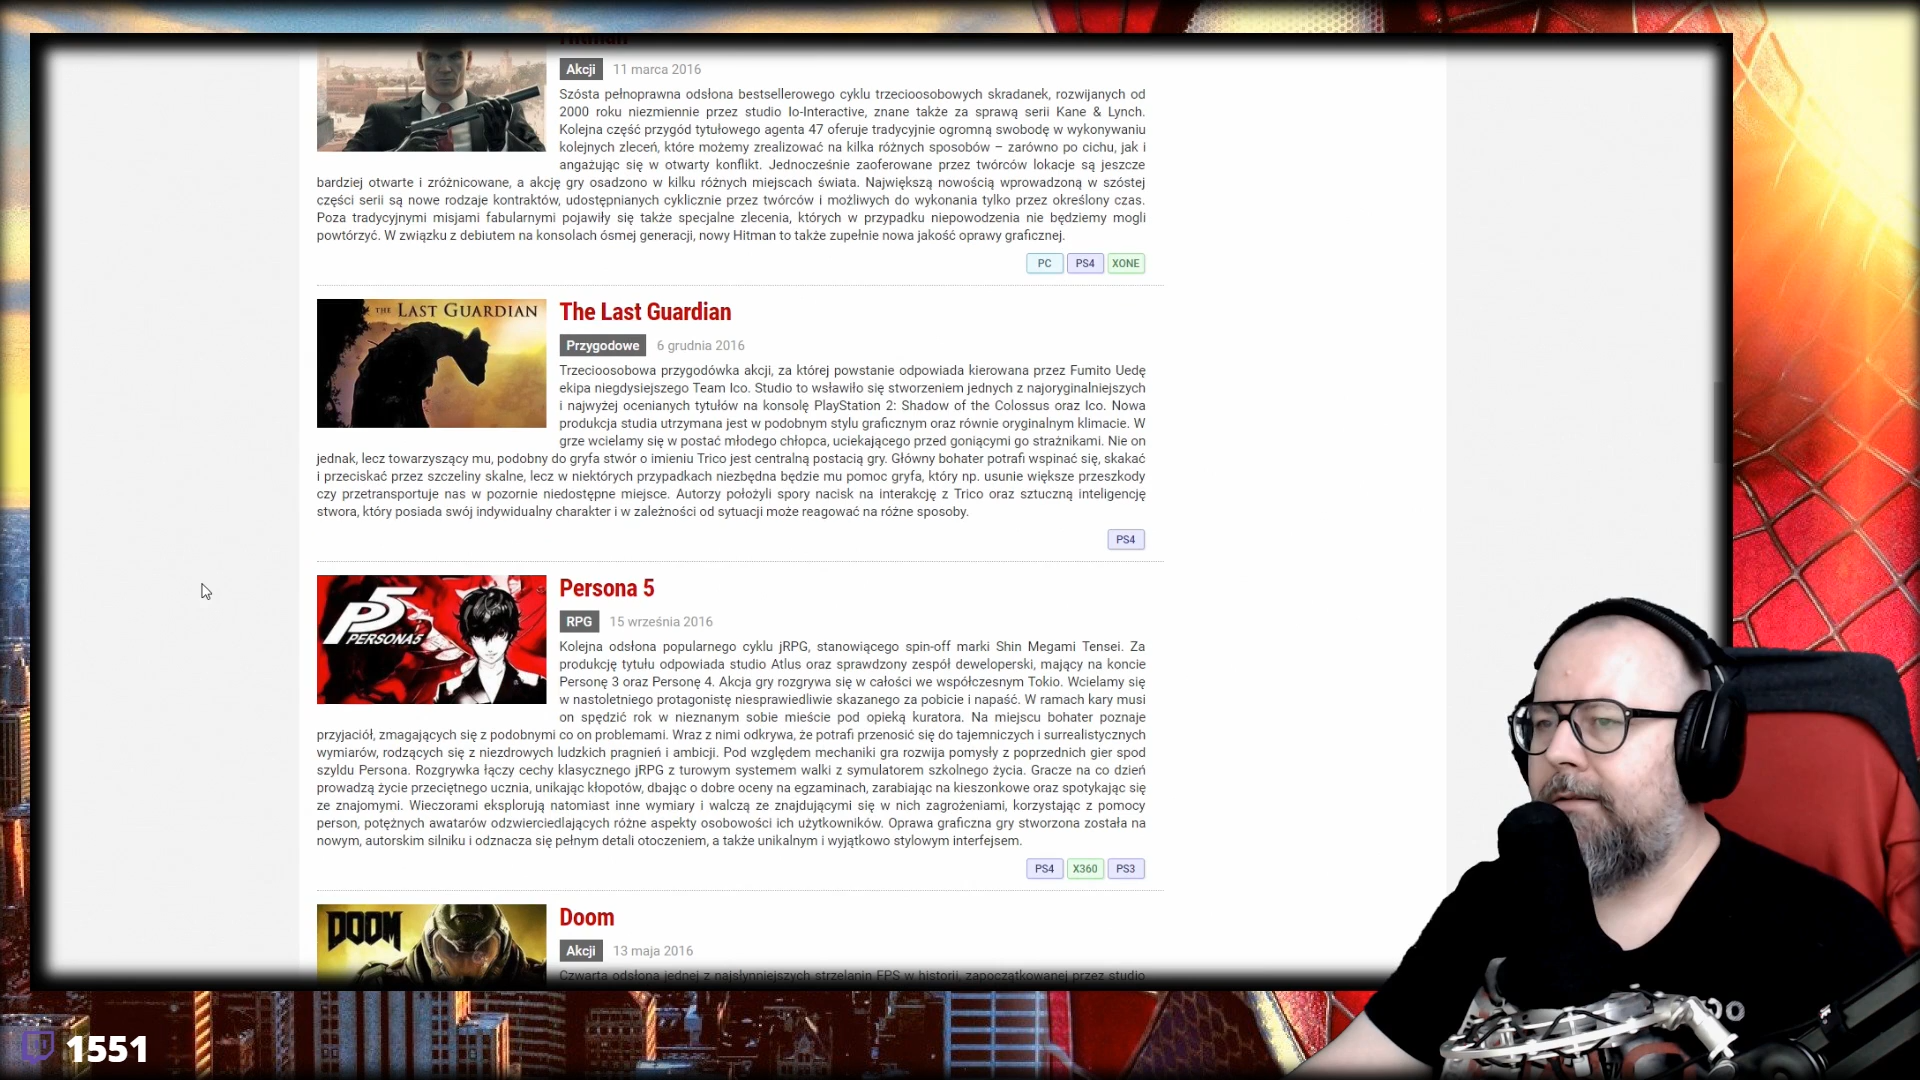 Hitman
Akcji 11 marca 2016
Szósta pełnoprawna odsłona bestsellerowego cyklu trzecioosobowych skradanek, rozwijanych od
2000 roku niezmiennie przez studio Io-Interactive, znane także za sprawą serii Kane & Lynch.
Kolejna część przygód tytułowego agenta 47 oferuje tradycyjnie ogromną swobodę w wykonywaniu
kolejnych zleceń, które możemy zrealizować na kilka różnych sposobów – zarówno po cichu, jak i
angażując się w otwarty konflikt. Jednocześnie zaoferowane przez twórców lokacje są jeszcze
bardziej otwarte i zróżnicowane, a akcję gry osadzono w kilku różnych miejscach świata. Największą nowością wprowadzoną w szóstej
części serii są nowe rodzaje kontraktów, udostępnianych cyklicznie przez twórców i możliwych do wykonania tylko przez określony czas.
Poza tradycyjnymi misjami fabularnymi pojawiły się także specjalne zlecenia, których w przypadku niepowodzenia nie będziemy mogli
powtórzyć. W związku z debiutem na konsolach ósmej generacji, nowy Hitman to także zupełnie nowa jakość oprawy graficznej.
PC PS4 XONE
THE LAST GUARDIAN
The Last Guardian
Przygodowe 6 grudnia 2016
Trzecioosobowa przygodówka akcji, za której powstanie odpowiada kierowana przez Fumito Uedę
ekipa niegdysiejszego Team Ico. Studio to wsławiło się stworzeniem jednych z najoryginalniejszych
i najwyżej ocenianych tytułów na konsolę PlayStation 2: Shadow of the Colossus oraz Ico. Nowa
produkcja studia utrzymana jest w podobnym stylu graficznym oraz równie oryginalnym klimacie. W
grze wcielamy się w postać młodego chłopca, uciekającego przed goniącymi go strażnikami. Nie on
jednak, lecz towarzyszący mu, podobny do gryfa stwór o imieniu Trico jest centralną postacią gry. Główny bohater potrafi wspinać się, skakać
i przeciskać przez szczeliny skalne, lecz w niektórych przypadkach niezbędna będzie mu pomoc gryfa, który np. usunie większe przeszkody
czy przetransportuje nas w pozornie niedostępne miejsce. Autorzy położyli spory nacisk na interakcję z Trico oraz sztuczną inteligencję
stwora, który posiada swój indywidualny charakter i w zależności od sytuacji może reagować na różne sposoby.
PS4
P5
PERSONA5
Persona 5
RPG 15 września 2016
Kolejna odsłona popularnego cyklu jRPG, stanowiącego spin-off marki Shin Megami Tensei. Za
produkcję tytułu odpowiada studio Atlus oraz sprawdzony zespół deweloperski, mający na koncie
Personę 3 oraz Personę 4. Akcja gry rozgrywa się w całości we współczesnym Tokio. Wcielamy się
w nastoletniego protagonistę niesprawiedliwie skazanego za pobicie i napaść. W ramach kary musi
on spędzić rok w nieznanym sobie mieście pod opieką kuratora. Na miejscu bohater poznaje
przyjaciół, zmagających się z podobnymi co on problemami. Wraz z nimi odkrywa, że potrafi przenosić się do tajemniczych i surrealistycznych
wymiarów, rodzących się z niezdrowych ludzkich pragnień i ambicji. Pod względem mechaniki gra rozwija pomysły z poprzednich gier spod
szyldu Persona. Rozgrywka łączy cechy klasycznego jRPG z turowym systemem walki z symulatorem szkolnego życia. Gracze na co dzień
prowadzą życie przeciętnego ucznia, unikając kłopotów, dbając o dobre oceny na egzaminach, zarabiając na kieszonkowe oraz spotykając się
ze znajomymi. Wieczorami eksplorują natomiast inne wymiary i walczą ze znajdującymi się w nich zagrożeniami, korzystając z pomocy
person, potężnych awatarów odzwierciedlających różne aspekty osobowości ich użytkowników. Oprawa graficzna gry stworzona została na
nowym, autorskim silniku i odznacza się pełnym detali otoczeniem, a także unikalnym i wyjątkowo stylowym interfejsem.
PS4 X360 PS3
DOOM
Doom
Akcji 13 maja 2016
Czwarta odsłona jednej z najsłynniejszych strzelanin FPS w historii, zapoczątkowanej przez studio
1551